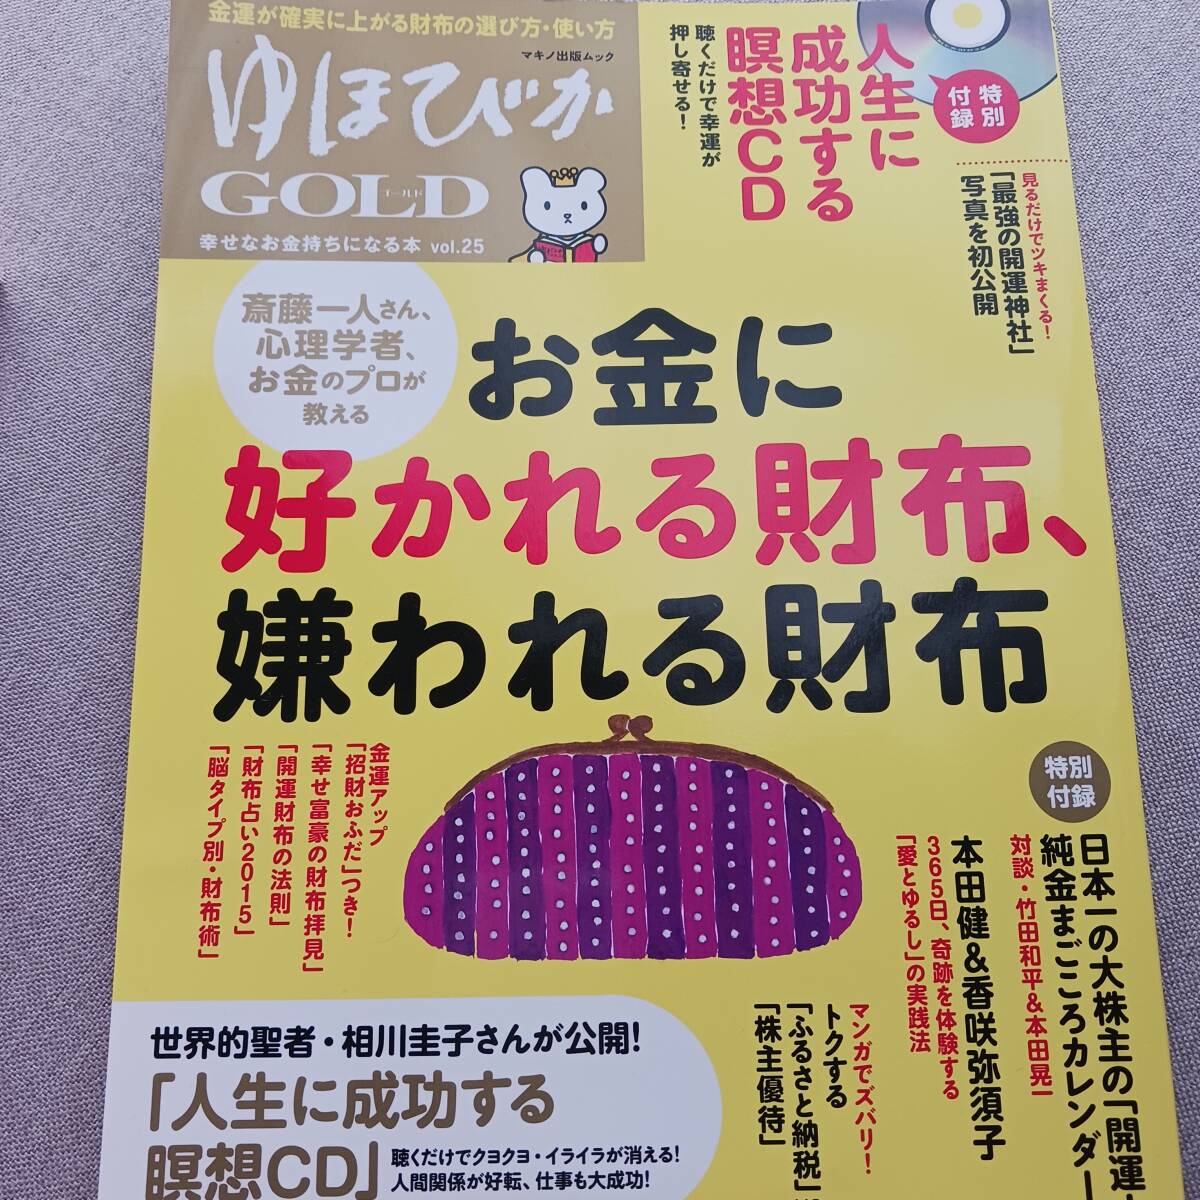 金運が確実に上がる財布の選び方・使い方
マキノ出版ムック
ゆほびか
GOLD
ゴールド
幸せなお金持ちになる本 vol.25
特別
付録
人生に
成功する
瞑想CD
聴くだけで幸運が
押し寄せる！
見るだけでツキまくる！
「最強の開運神社」
写真を初公開
斎藤一人さん、
心理学者、
お金のプロが
教える
お金に
好かれる財布、
嫌われる財布
金運アップ
「招財おふだ」つき！
「幸せ富豪の財布拝見」
「開運財布の法則」
「財布占い2015」
「脳タイプ別・財布術」
特別
付録
日本一の大株主の「開運
純金まごころカレンダー
対談・竹田和平&本田晃一
本田健&香咲弥須子
365日、奇跡を体験する
「愛とゆるし」の実践法
マンガでズバリ！
トクする
「ふるさと納税」
「株主優待」
世界的聖者・相川圭子さんが公開！
「人生に成功する
瞑想CD」
聴くだけでクヨクヨ・イライラが消える！
人間関係が好転、仕事も大成功！